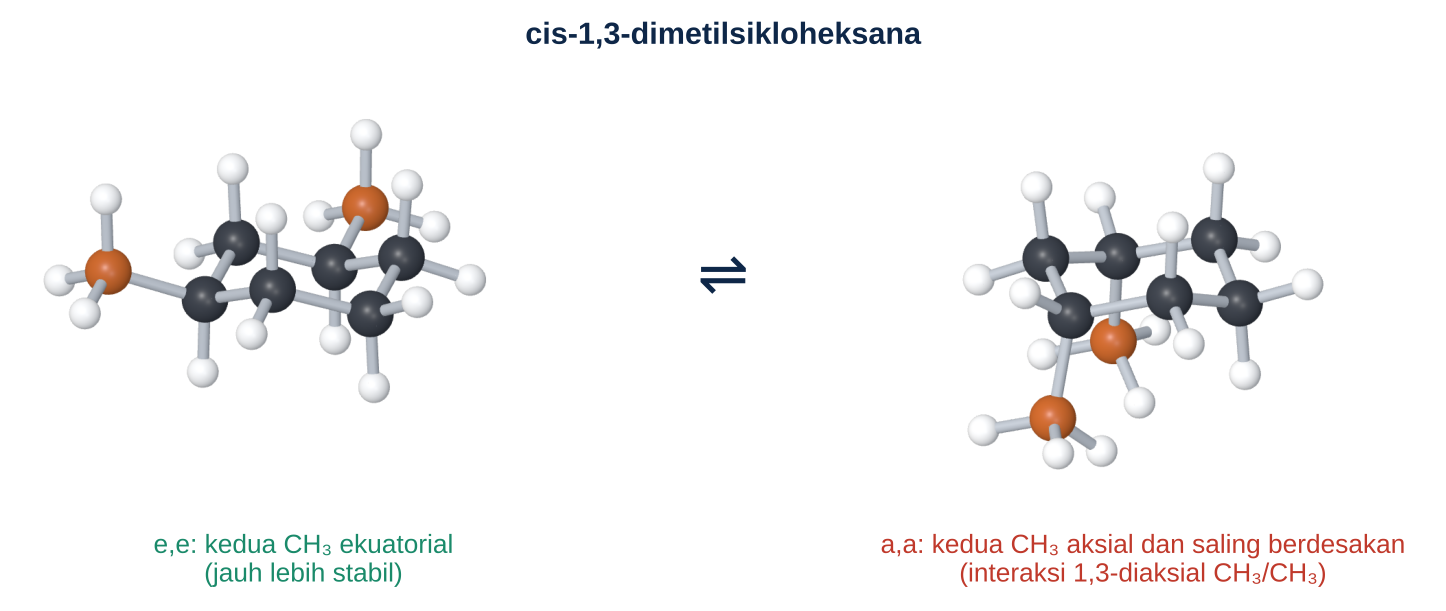 cis-1,3-dimetilsikloheksana
⇌
e,e: kedua CH₃ ekuatorial
(jauh lebih stabil)
a,a: kedua CH₃ aksial dan saling berdesakan
(interaksi 1,3-diaksial CH₃/CH₃)